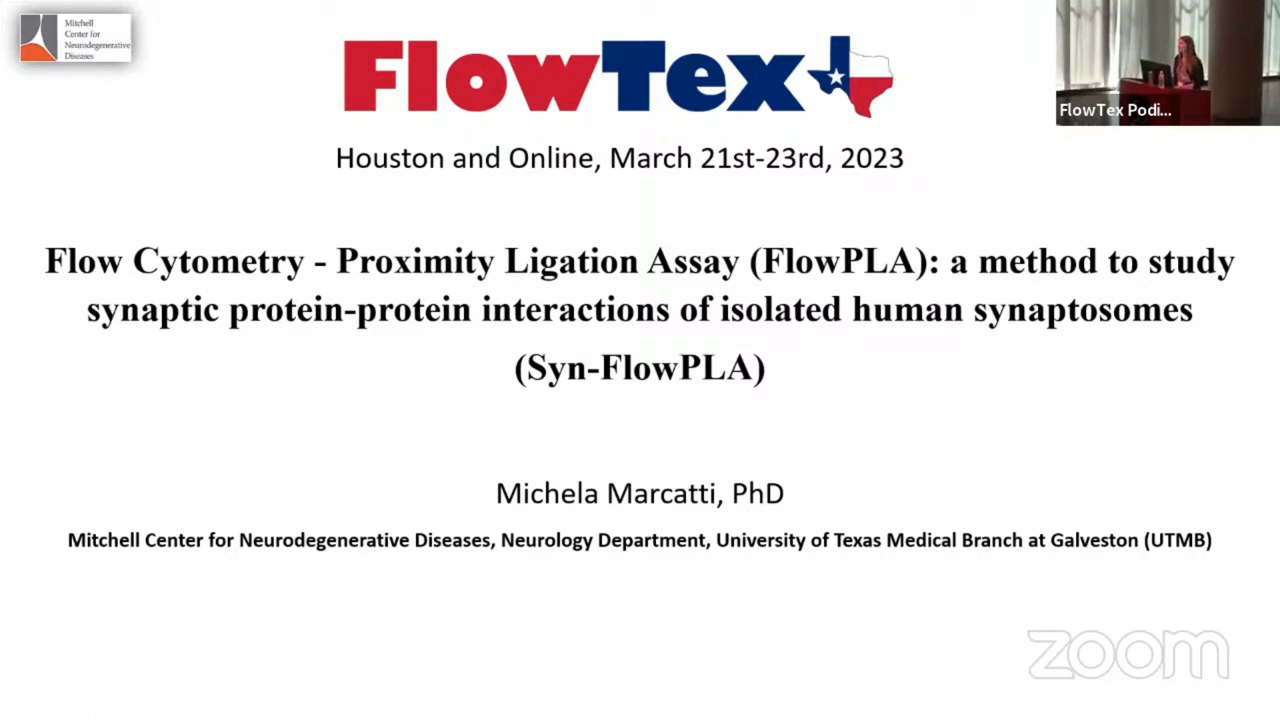 Mitchell
Center for
Neurodegenerative
Diseases
FlowTex
FlowTex Podi...
Houston and Online, March 21st-23rd, 2023
Flow Cytometry - Proximity Ligation Assay (FlowPLA): a method to study
synaptic protein-protein interactions of isolated human synaptosomes
(Syn-FlowPLA)
Michela Marcatti, PhD
Mitchell Center for Neurodegenerative Diseases, Neurology Department, University of Texas Medical Branch at Galveston (UTMB)
zoom